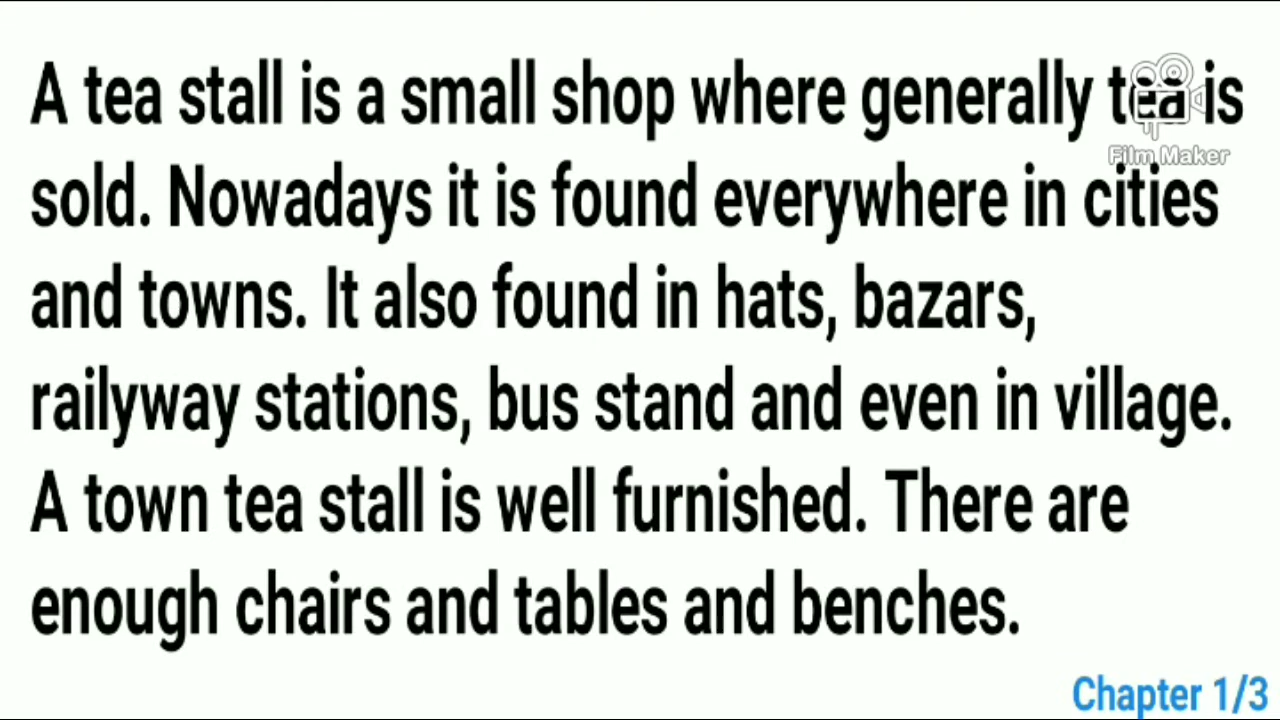 A tea stall is a small shop where generally tea is
Film Maker
sold. Nowadays it is found everywhere in cities
and towns. It also found in hats, bazars,
railyway stations, bus stand and even in village.
A town tea stall is well furnished. There are
enough chairs and tables and benches.
Chapter 1/3